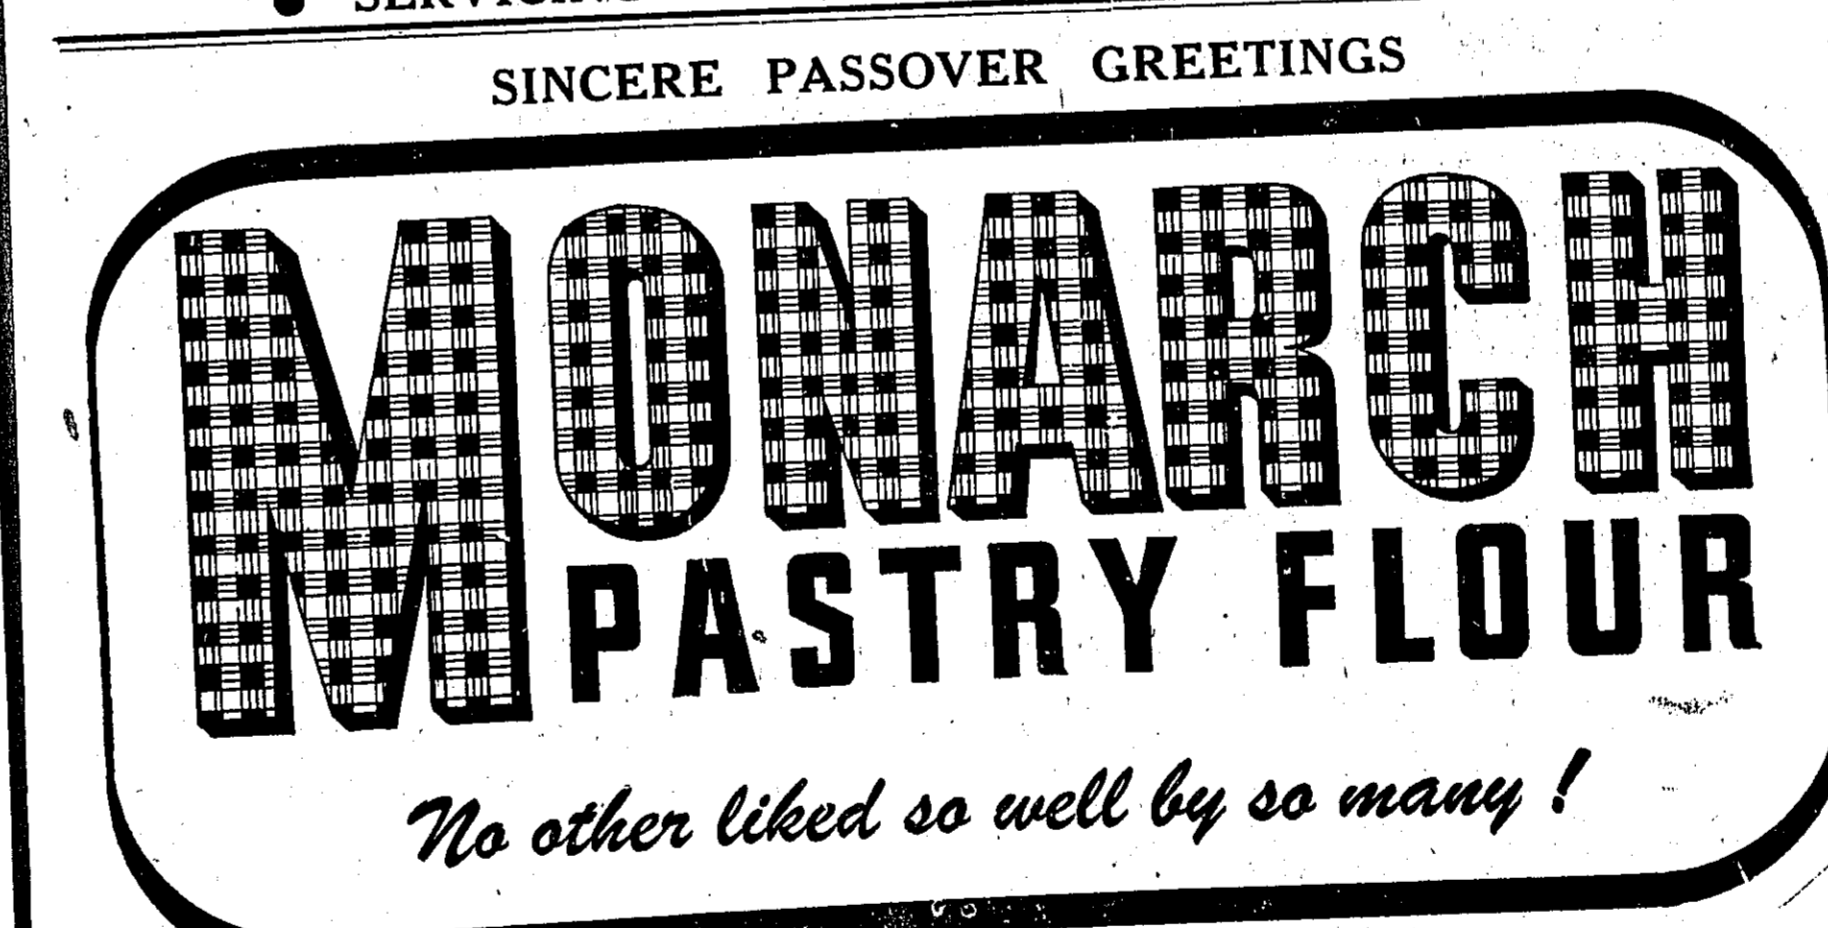 SINCERE PASSOVER GREETINGS
MONARCH
PASTRY FLOUR
No other liked so well by so many!